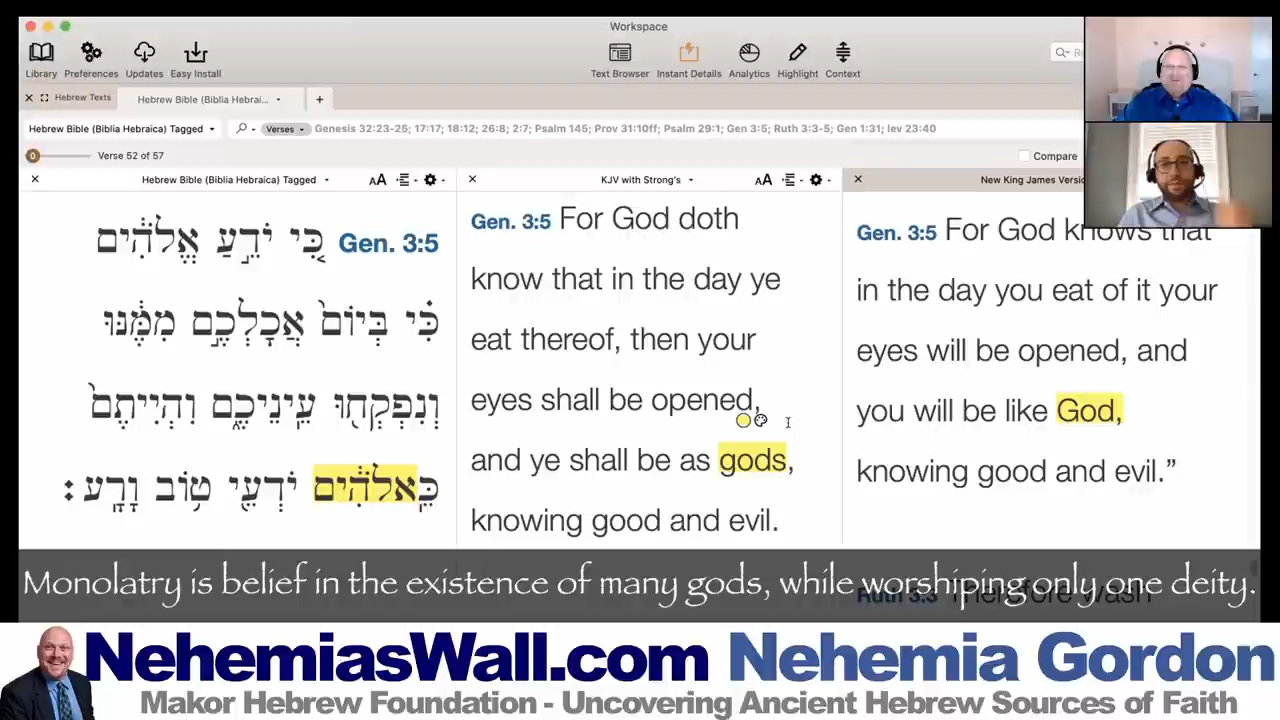 Workspace
Library Preferences Updates Easy Install Text Browser Instant Details Analytics Highlight Context
Hebrew Texts Hebrew Bible (Biblia Hebrai...
Hebrew Bible (Biblia Hebraica) Tagged Verses Genesis 32:23-25; 17:17; 18:12; 26:8; 2:7; Psalm 145; Prov 31:10ff; Psalm 29:1; Gen 3:5; Ruth 3:3-5; Gen 1:31; lev 23:40
0 Verse 52 of 57 Compare
Hebrew Bible (Biblia Hebraica) Tagged
Gen. 3:5 כִּ֚י יֹדֵ֣עַ אֱלֹהִ֔ים
כִּ֗י בְּיוֹם֙ אֲכָלְכֶ֣ם מִמֶּ֔נּוּ
וְנִפְקְח֖וּ עֵֽינֵיכֶ֑ם וִהְיִיתֶם֙
כֵּֽאלֹהִ֔ים יֹדְעֵ֖י ט֥וֹב וָרָֽע׃
KJV with Strong's
Gen. 3:5 For God doth
know that in the day ye
eat thereof, then your
eyes shall be opened,
and ye shall be as gods,
knowing good and evil.
New King James Versio
Gen. 3:5 For God knows that
in the day you eat of it your
eyes will be opened, and
you will be like God,
knowing good and evil.”
Ruth 3:3 Therefore wash
Monolatry is belief in the existence of many gods, while worshiping only one deity.
NehemiasWall.com Nehemia Gordon
Makor Hebrew Foundation - Uncovering Ancient Hebrew Sources of Faith